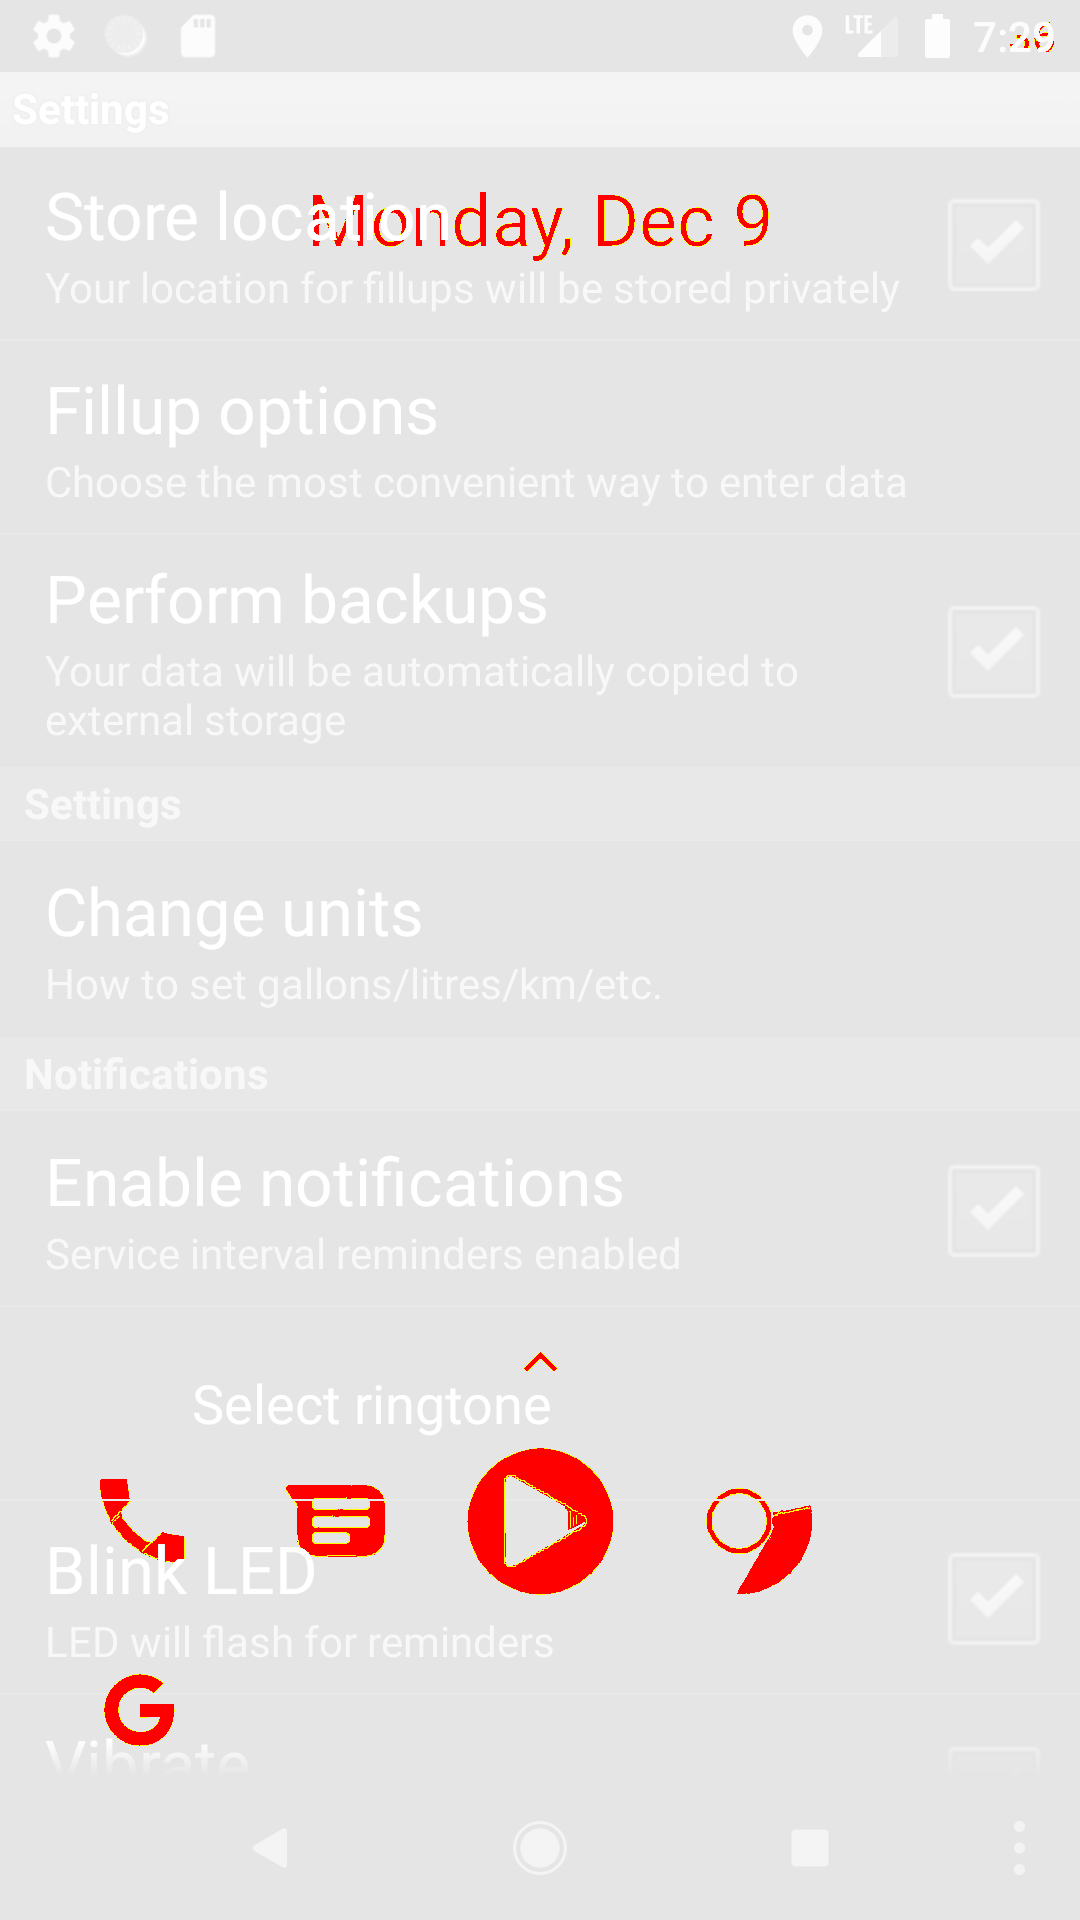 LTE 7:29
Settings
Store location
Monday, Dec 9
Your location for fillups will be stored privately
Fillup options
Choose the most convenient way to enter data
Perform backups
Your data will be automatically copied to
external storage
Settings
Change units
How to set gallons/litres/km/etc.
Notifications
Enable notifications
Service interval reminders enabled
Select ringtone
Blink LED
LED will flash for reminders
G
Vibrate